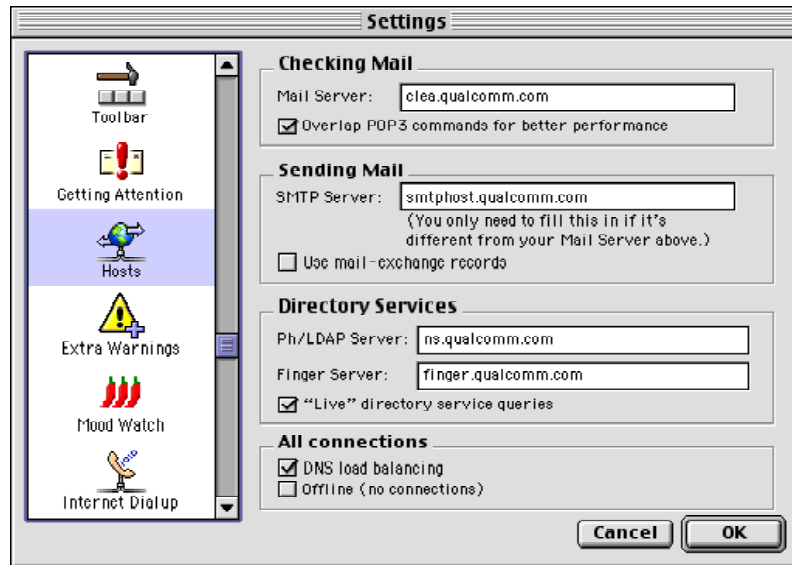 Settings
Toolbar
Getting Attention
Hosts
Extra Warnings
Mood Watch
Internet Dialup
Checking Mail
Mail Server: clea.qualcomm.com
Overlap POP3 commands for better performance
Sending Mail
SMTP Server: smtphost.qualcomm.com
(You only need to fill this in if it's
different from your Mail Server above.)
Use mail-exchange records
Directory Services
Ph/LDAP Server: ns.qualcomm.com
Finger Server: finger.qualcomm.com
“Live” directory service queries
All connections
DNS load balancing
Offline (no connections)
Cancel OK